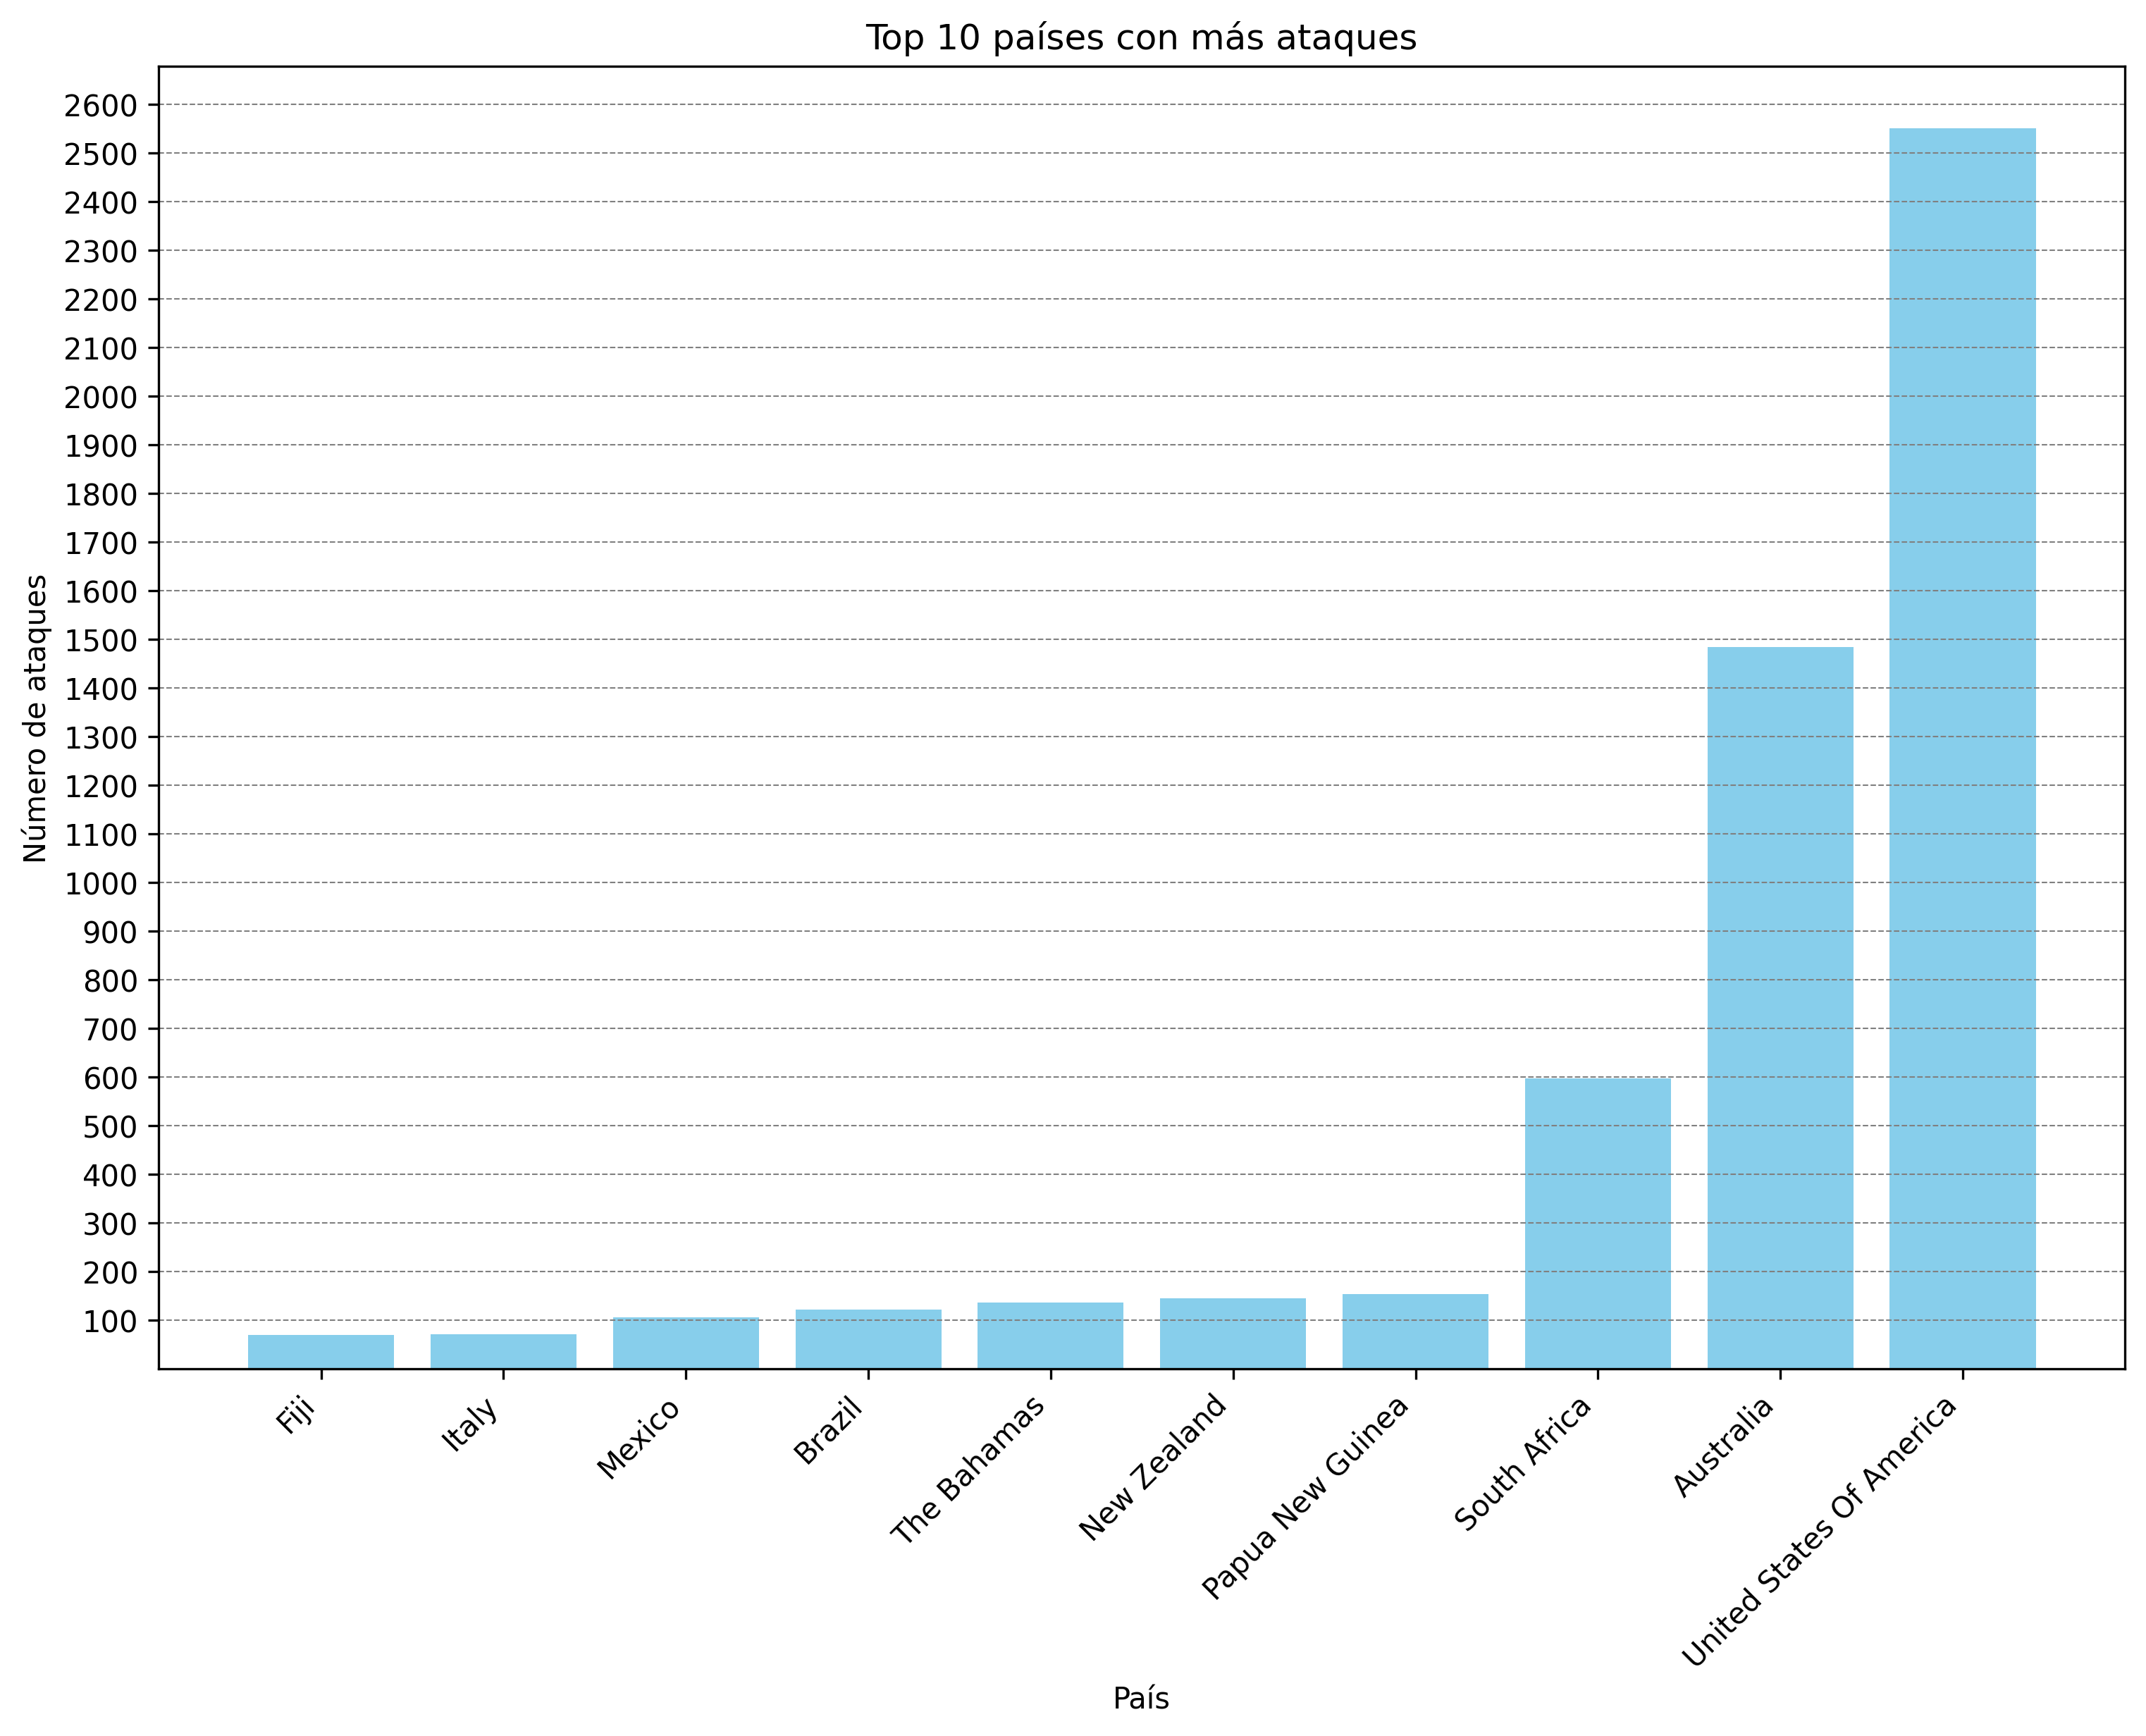 Top 10 países con más ataques
Número de ataques
2600
2500
2400
2300
2200
2100
2000
1900
1800
1700
1600
1500
1400
1300
1200
1100
1000
900
800
700
600
500
400
300
200
100
Fiji
Italy
Mexico
Brazil
The Bahamas
New Zealand
Papua New Guinea
South Africa
Australia
United States Of America
País